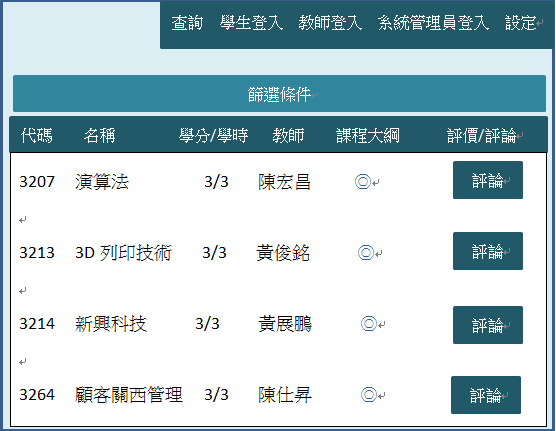 查詢 學生登入 教師登入 系統管理員登入 設定
篩選條件
代碼 名稱 學分/學時 教師 課程大綱 評價/評論
3207 演算法 3/3 陳宏昌 ◎ 評論
3213 3D 列印技術 3/3 黃俊銘 ◎ 評論
3214 新興科技 3/3 黃展鵬 ◎ 評論
3264 顧客關西管理 3/3 陳仕昇 ◎ 評論